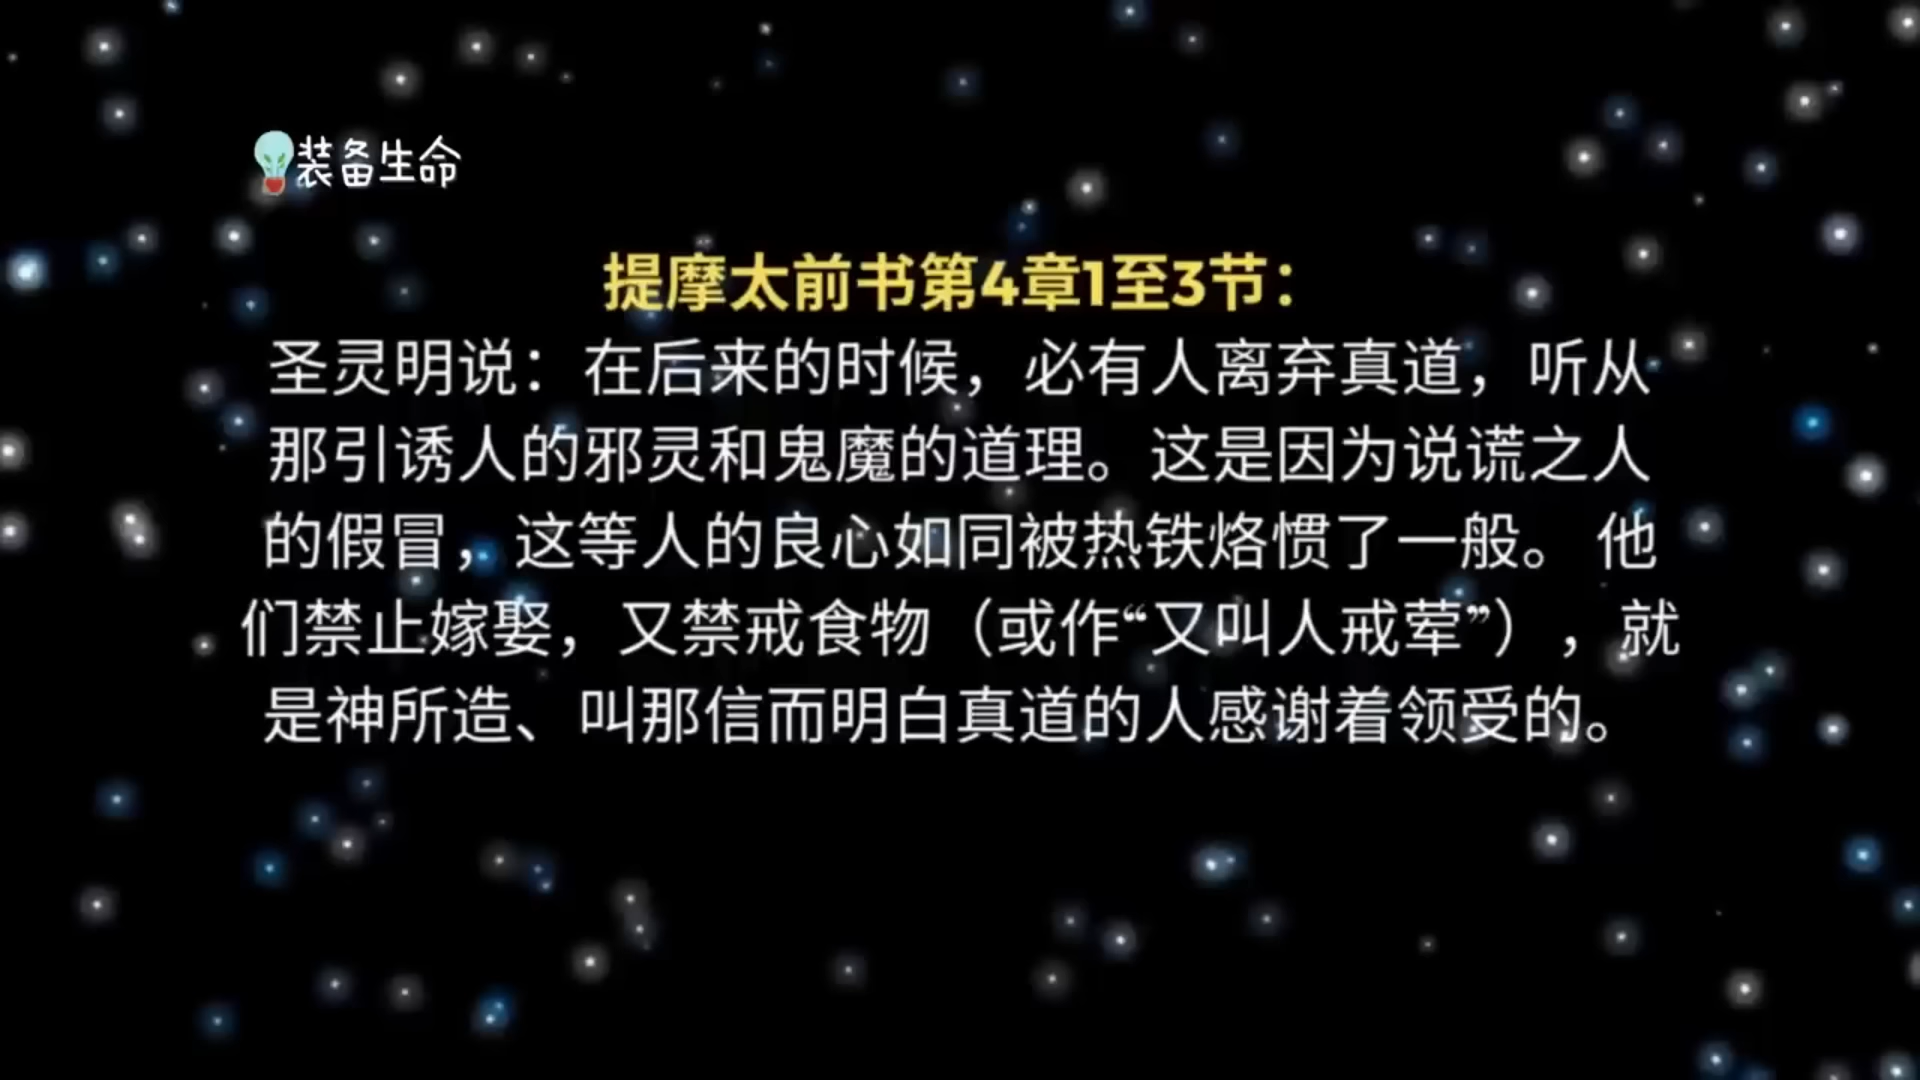 装备生命
提摩太前书第4章1至3节：
圣灵明说：在后来的时候，必有人离弃真道，听从
那引诱人的邪灵和鬼魔的道理。这是因为说谎之人
的假冒，这等人的良心如同被热铁烙惯了一般。 他
们禁止嫁娶，又禁戒食物（或作“又叫人戒荤”），就
是神所造、叫那信而明白真道的人感谢着领受的。